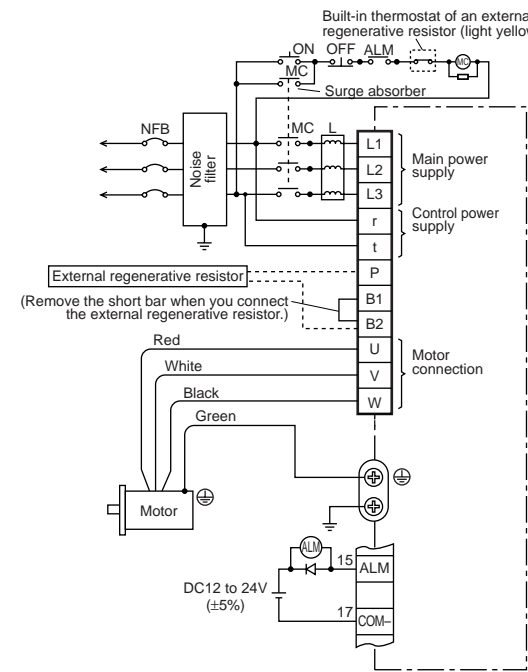 Built-in thermostat of an externa
regenerative resistor (light yellow
ON OFF ALM
MC
MC
Surge absorber
NFB
MC L
Noise filter
L1
L2
L3
Main power
supply
r
t
Control power
supply
P
External regenerative resistor
B1
(Remove the short bar when you connect
the external regenerative resistor.)
B2
Red
U
White
V
Motor
connection
Black
W
Green
Motor
ALM
15
ALM
DC12 to 24V
(±5%)
17
COM–